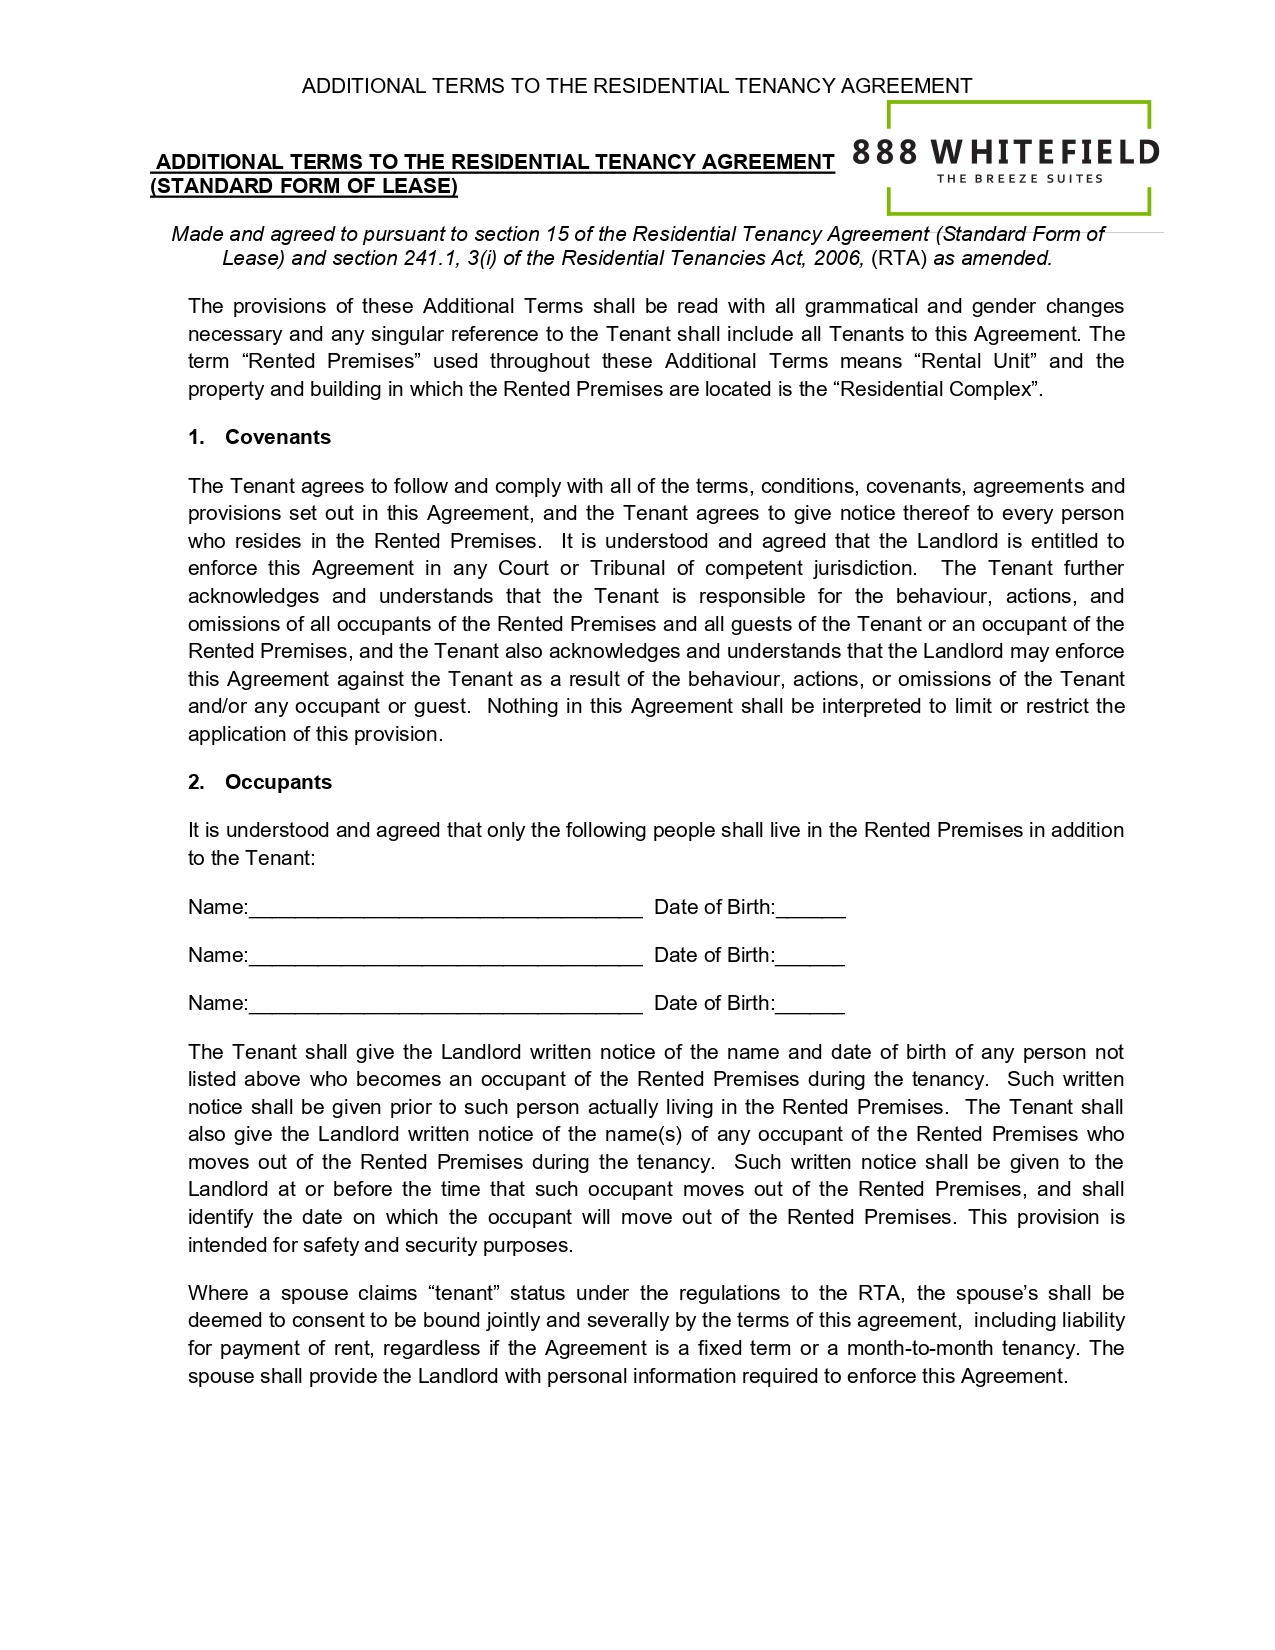 ADDITIONAL TERMS TO THE RESIDENTIAL TENANCY AGREEMENT
888 WHITEFIELD
THE BREEZE SUITES
ADDITIONAL TERMS TO THE RESIDENTIAL TENANCY AGREEMENT
(STANDARD FORM OF LEASE)
Made and agreed to pursuant to section 15 of the Residential Tenancy Agreement (Standard Form of
Lease) and section 241.1, 3(i) of the Residential Tenancies Act, 2006, (RTA) as amended.
The provisions of these Additional Terms shall be read with all grammatical and gender changes
necessary and any singular reference to the Tenant shall include all Tenants to this Agreement. The
term “Rented Premises” used throughout these Additional Terms means “Rental Unit” and the
property and building in which the Rented Premises are located is the “Residential Complex”.
1. Covenants
The Tenant agrees to follow and comply with all of the terms, conditions, covenants, agreements and
provisions set out in this Agreement, and the Tenant agrees to give notice thereof to every person
who resides in the Rented Premises. It is understood and agreed that the Landlord is entitled to
enforce this Agreement in any Court or Tribunal of competent jurisdiction. The Tenant further
acknowledges and understands that the Tenant is responsible for the behaviour, actions, and
omissions of all occupants of the Rented Premises and all guests of the Tenant or an occupant of the
Rented Premises, and the Tenant also acknowledges and understands that the Landlord may enforce
this Agreement against the Tenant as a result of the behaviour, actions, or omissions of the Tenant
and/or any occupant or guest. Nothing in this Agreement shall be interpreted to limit or restrict the
application of this provision.
2. Occupants
It is understood and agreed that only the following people shall live in the Rented Premises in addition
to the Tenant:
Name:__________________________________ Date of Birth:______
Name:__________________________________ Date of Birth:______
Name:__________________________________ Date of Birth:______
The Tenant shall give the Landlord written notice of the name and date of birth of any person not
listed above who becomes an occupant of the Rented Premises during the tenancy. Such written
notice shall be given prior to such person actually living in the Rented Premises. The Tenant shall
also give the Landlord written notice of the name(s) of any occupant of the Rented Premises who
moves out of the Rented Premises during the tenancy. Such written notice shall be given to the
Landlord at or before the time that such occupant moves out of the Rented Premises, and shall
identify the date on which the occupant will move out of the Rented Premises. This provision is
intended for safety and security purposes.
Where a spouse claims “tenant” status under the regulations to the RTA, the spouse’s shall be
deemed to consent to be bound jointly and severally by the terms of this agreement, including liability
for payment of rent, regardless if the Agreement is a fixed term or a month-to-month tenancy. The
spouse shall provide the Landlord with personal information required to enforce this Agreement.